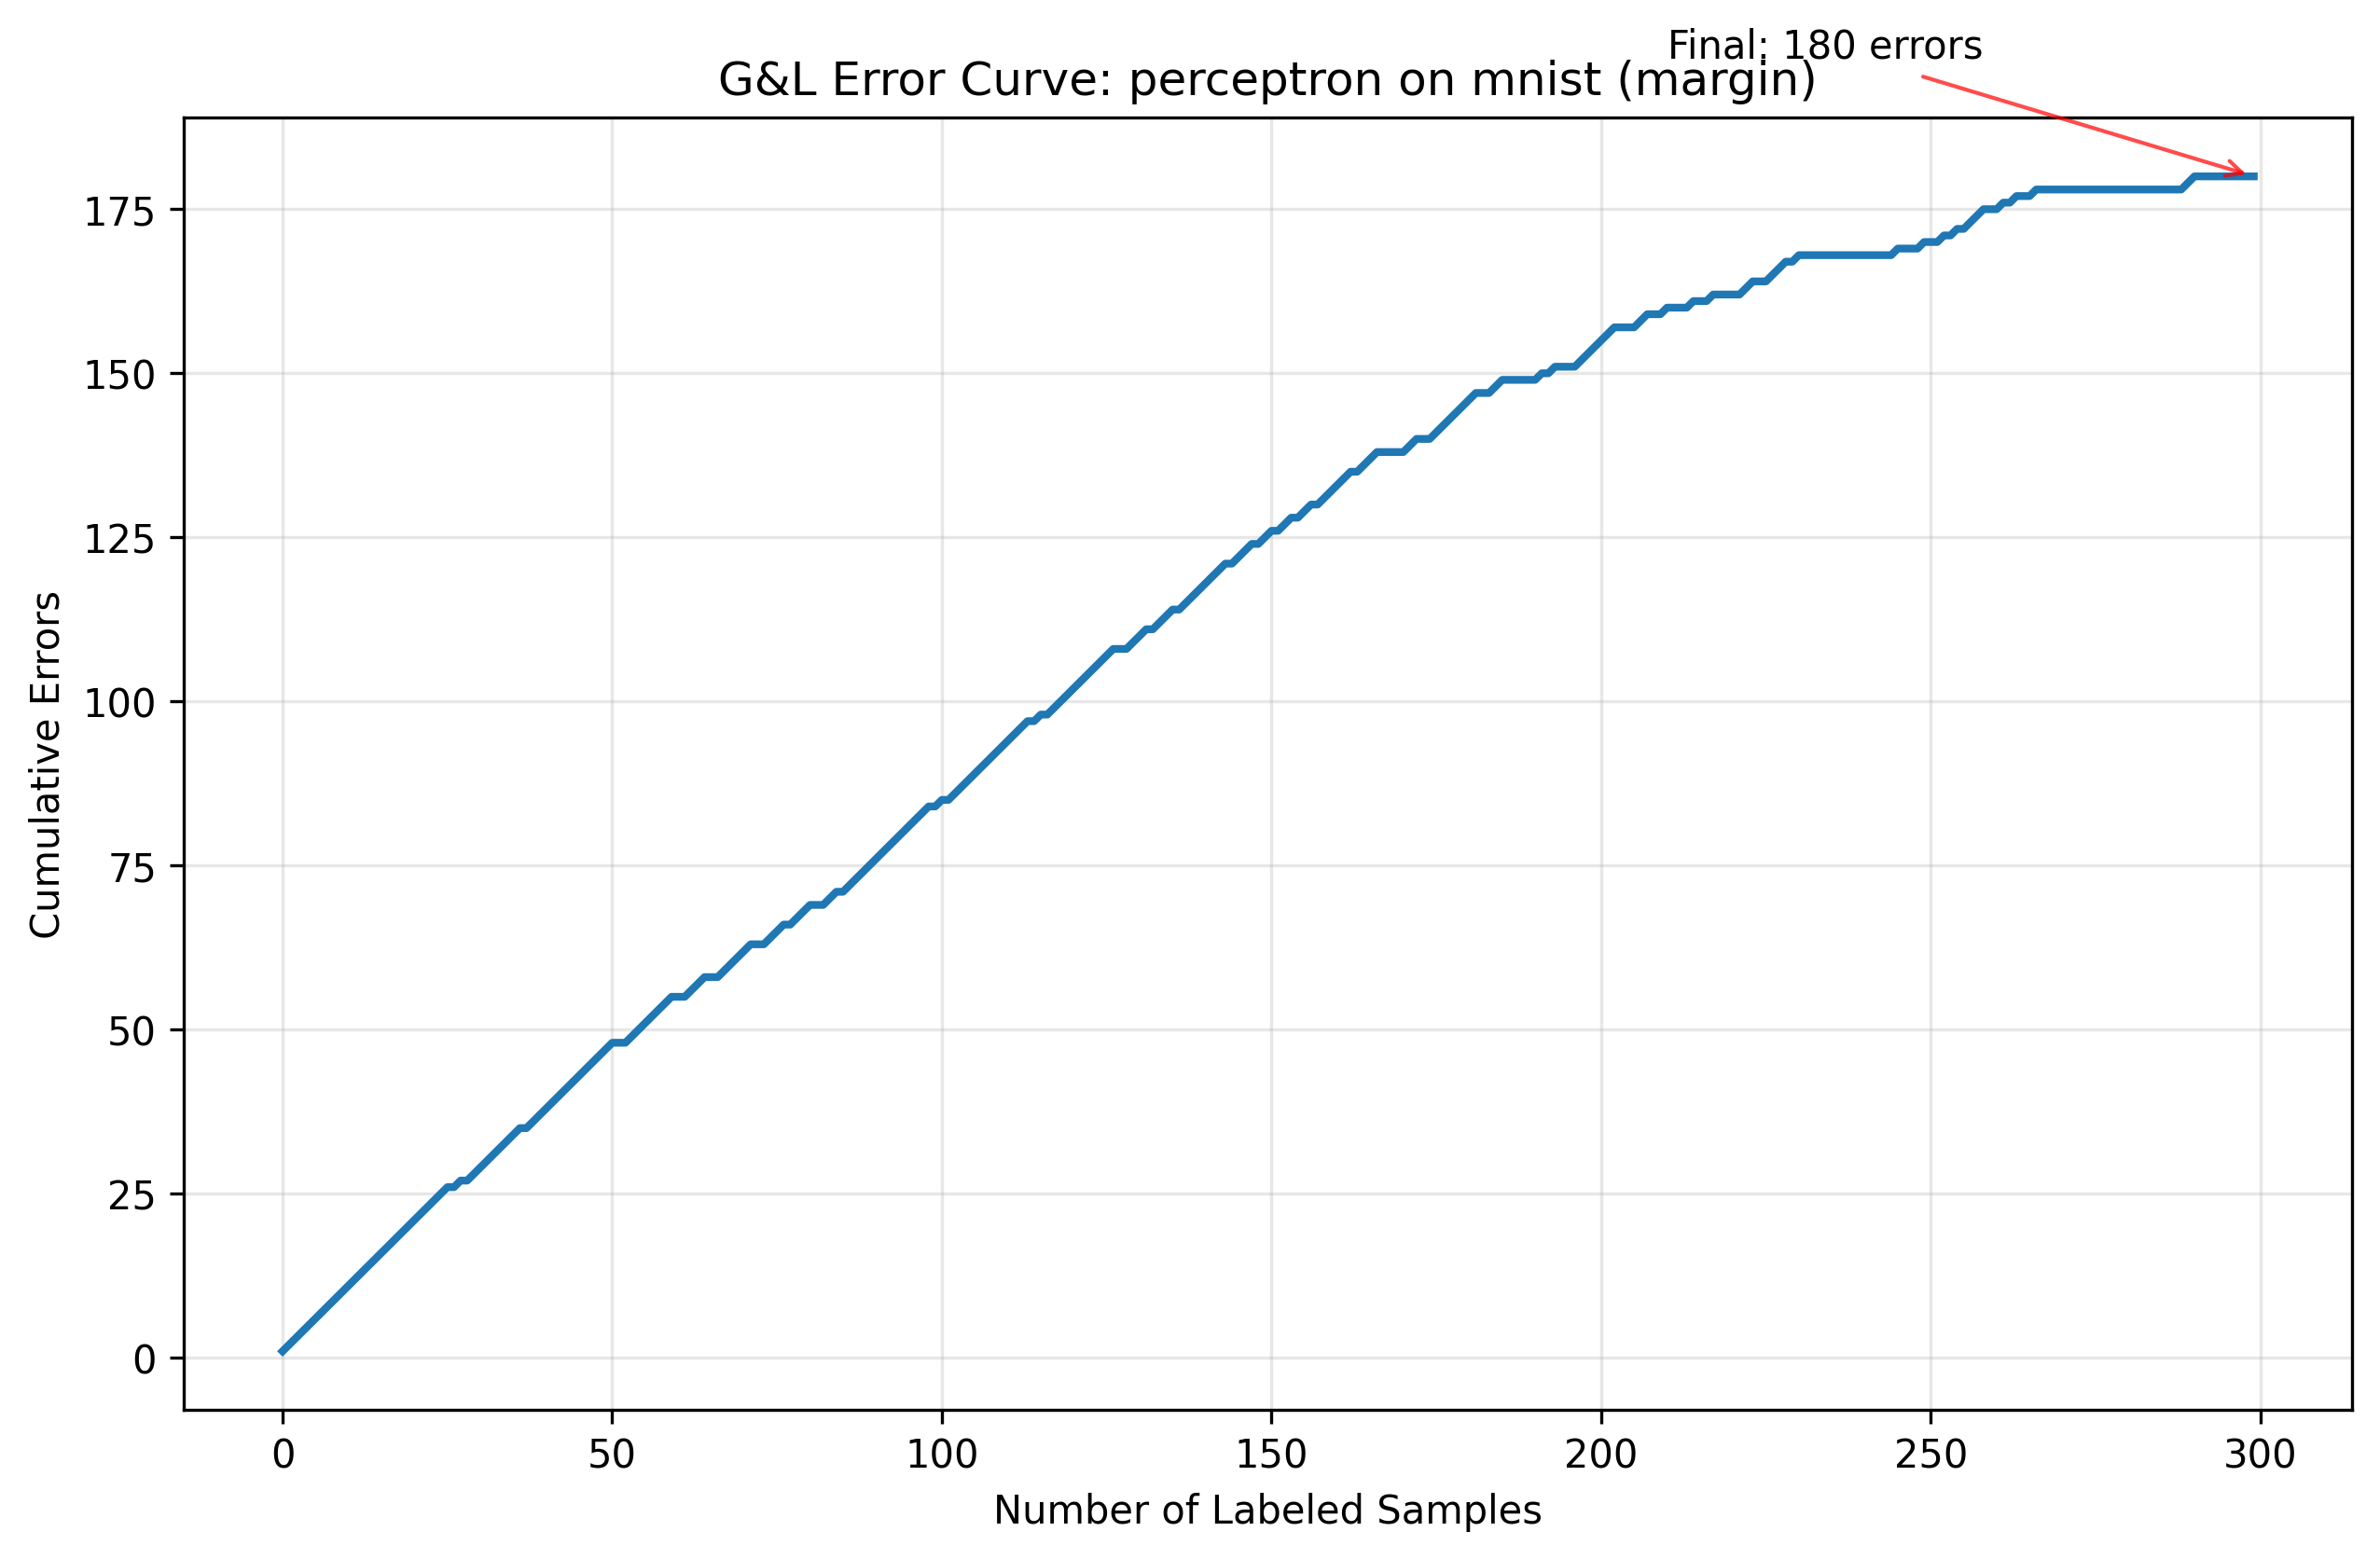 Final: 180 errors
G&L Error Curve: perceptron on mnist (margin)
Cumulative Errors
175
150
125
100
75
50
25
0
0 50 100 150 200 250 300
Number of Labeled Samples